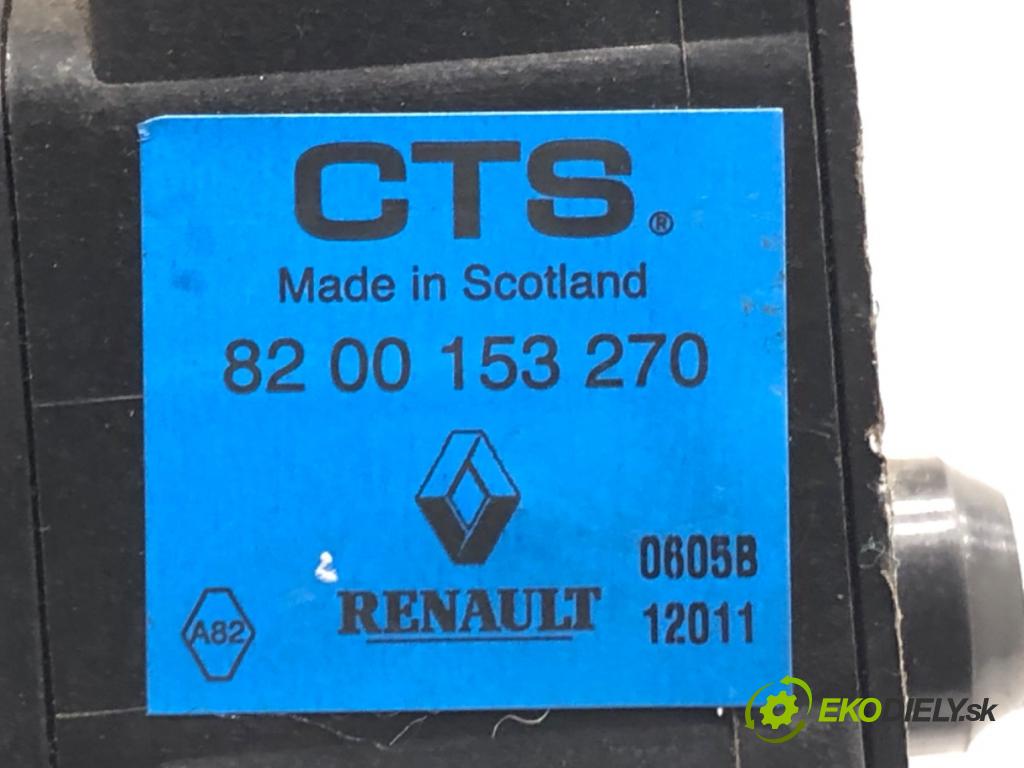 CTS®
Made in Scotland
82 00 153 270
0605B
A82
RENAULT
12011
EKODIELY.sk